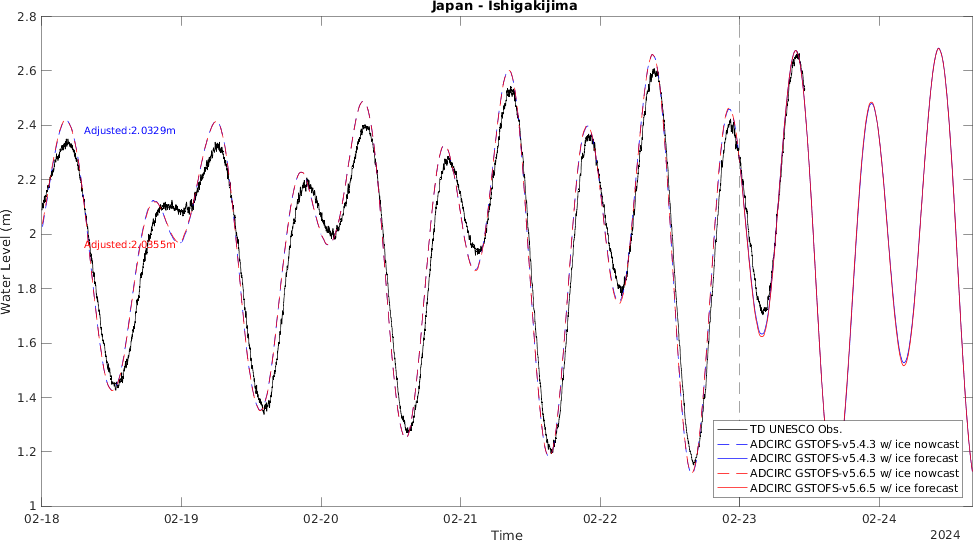 Japan - Ishigakijima
Water Level (m)
2.8
2.6
2.4
2.2
2
1.8
1.6
1.4
1.2
1
Adjusted:2.0329m
Adjusted:2.0355m
TD UNESCO Obs.
ADCIRC GSTOFS-v5.4.3 w/ ice nowcast
ADCIRC GSTOFS-v5.4.3 w/ ice forecast
ADCIRC GSTOFS-v5.6.5 w/ ice nowcast
ADCIRC GSTOFS-v5.6.5 w/ ice forecast
02-18 02-19 02-20 02-21 02-22 02-23 02-24
Time
2024